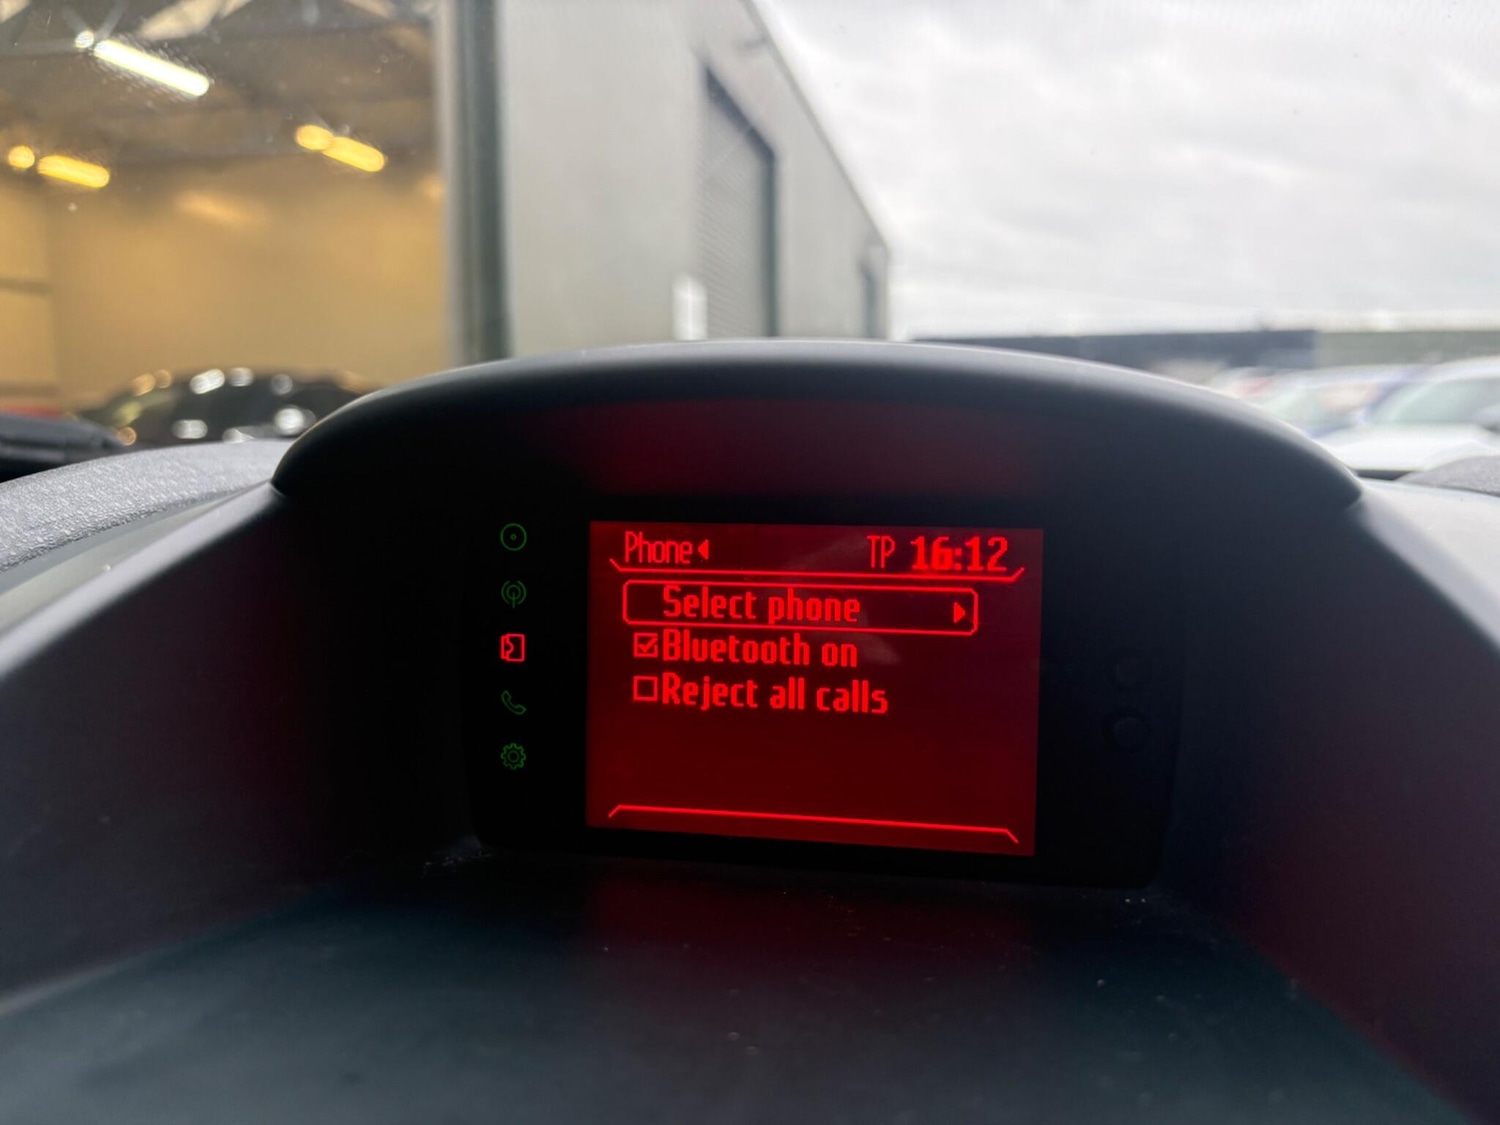 Phone TP 16:12
Select phone
Bluetooth on
Reject all calls